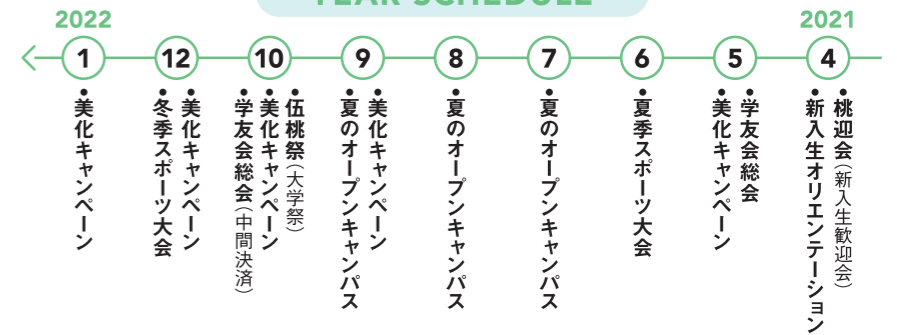 YEAR SCHEDULE
2021
4
・桃迎会(新入生歓迎会)
・新入生オリエンテーション
5
・学友会総会
・美化キャンペーン
6
・夏季スポーツ大会
7
・夏のオープンキャンパス
8
・夏のオープンキャンパス
9
・美化キャンペーン
・夏のオープンキャンパス
10
・伍桃祭(大学祭)
・美化キャンペーン
・学友会総会(中間決済)
12
・美化キャンペーン
・冬季スポーツ大会
2022
1
・美化キャンペーン